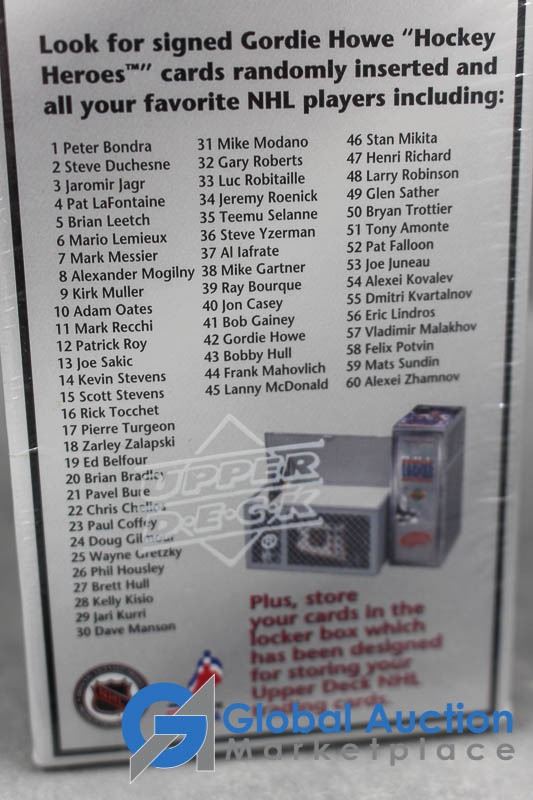 Look for signed Gordie Howe "Hockey
Heroes™" cards randomly inserted and
all your favorite NHL players including:
1 Peter Bondra
2 Steve Duchesne
3 Jaromir Jagr
4 Pat LaFontaine
5 Brian Leetch
6 Mario Lemieux
7 Mark Messier
8 Alexander Mogilny
9 Kirk Muller
10 Adam Oates
11 Mark Recchi
12 Patrick Roy
13 Joe Sakic
14 Kevin Stevens
15 Scott Stevens
16 Rick Tocchet
17 Pierre Turgeon
18 Zarley Zalapski
19 Ed Belfour
20 Brian Bradley
21 Pavel Bure
22 Chris Chelios
23 Paul Coffey
24 Doug Gilmour
25 Wayne Gretzky
26 Phil Housley
27 Brett Hull
28 Kelly Kisio
29 Jari Kurri
30 Dave Manson
31 Mike Modano
32 Gary Roberts
33 Luc Robitaille
34 Jeremy Roenick
35 Teemu Selanne
36 Steve Yzerman
37 Al Iafrate
38 Mike Gartner
39 Ray Bourque
40 Jon Casey
41 Bob Gainey
42 Gordie Howe
43 Bobby Hull
44 Frank Mahovlich
45 Lanny McDonald
46 Stan Mikita
47 Henri Richard
48 Larry Robinson
49 Glen Sather
50 Bryan Trottier
51 Tony Amonte
52 Pat Falloon
53 Joe Juneau
54 Alexei Kovalev
55 Dmitri Kvartalnov
56 Eric Lindros
57 Vladimir Malakhov
58 Felix Potvin
59 Mats Sundin
60 Alexei Zhamnov
UPPER
D•E•C•K
Plus, store
your cards in the
locker box which
has been designed
for storing your
Upper Deck NHL
trading cards.
NHL
Global Auction
Marketplace